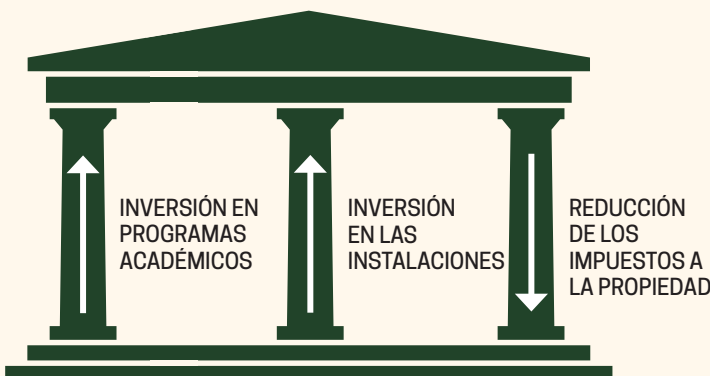 INVERSIÓN EN
PROGRAMAS
ACADÉMICOS
INVERSIÓN
EN LAS
INSTALACIONES
REDUCCIÓN
DE LOS
IMPUESTOS A
LA PROPIEDAD